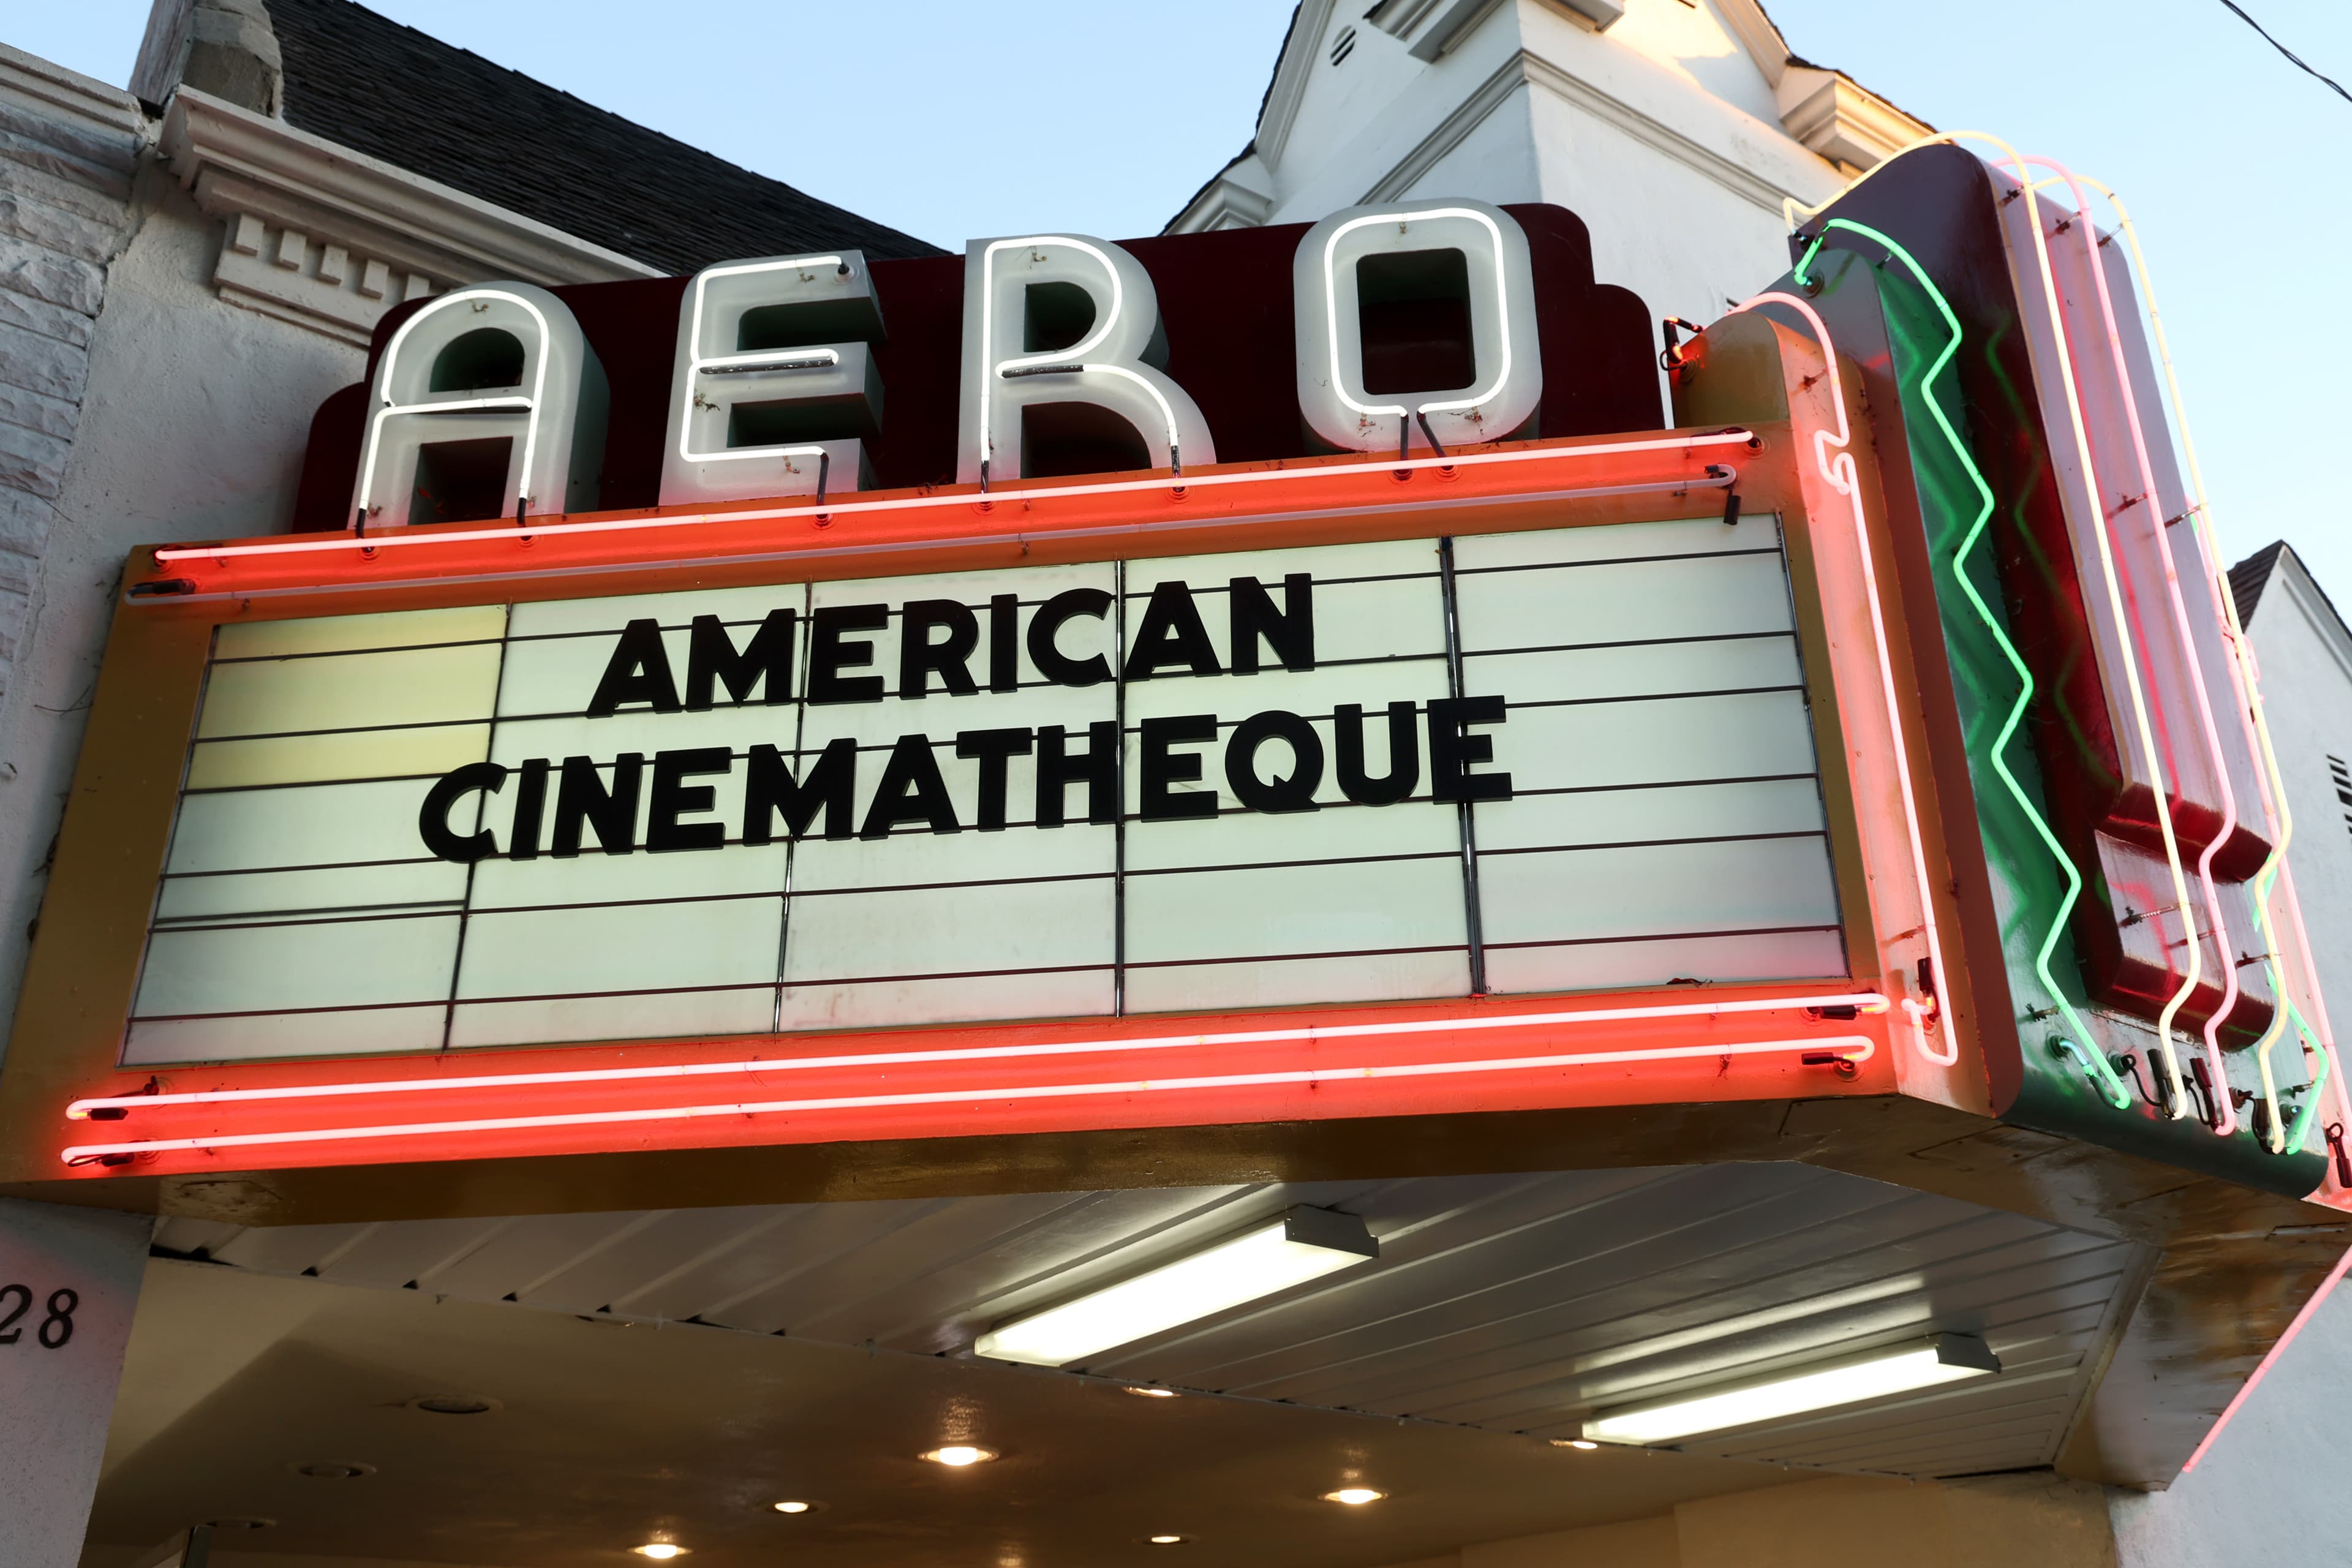 AERO
AMERICAN
CINEMATHEQUE
28